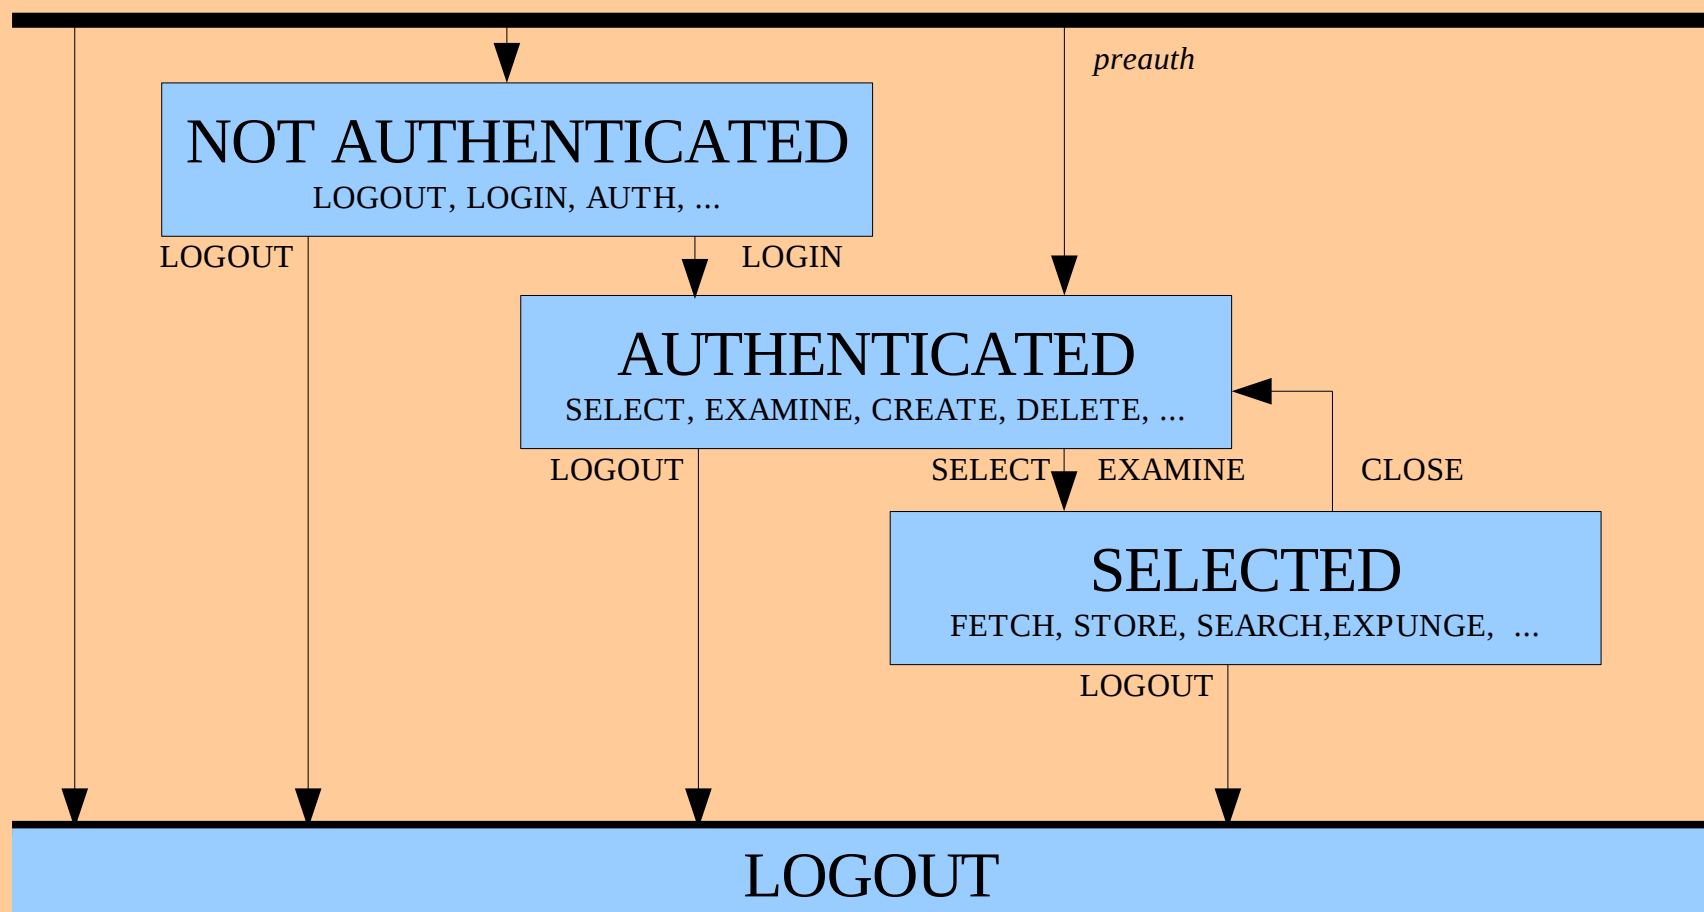 preauth
NOT AUTHENTICATED
LOGOUT, LOGIN, AUTH, ...
LOGOUT
LOGIN
AUTHENTICATED
SELECT, EXAMINE, CREATE, DELETE, ...
LOGOUT
SELECT
EXAMINE
CLOSE
SELECTED
FETCH, STORE, SEARCH,EXPUNGE, ...
LOGOUT
LOGOUT